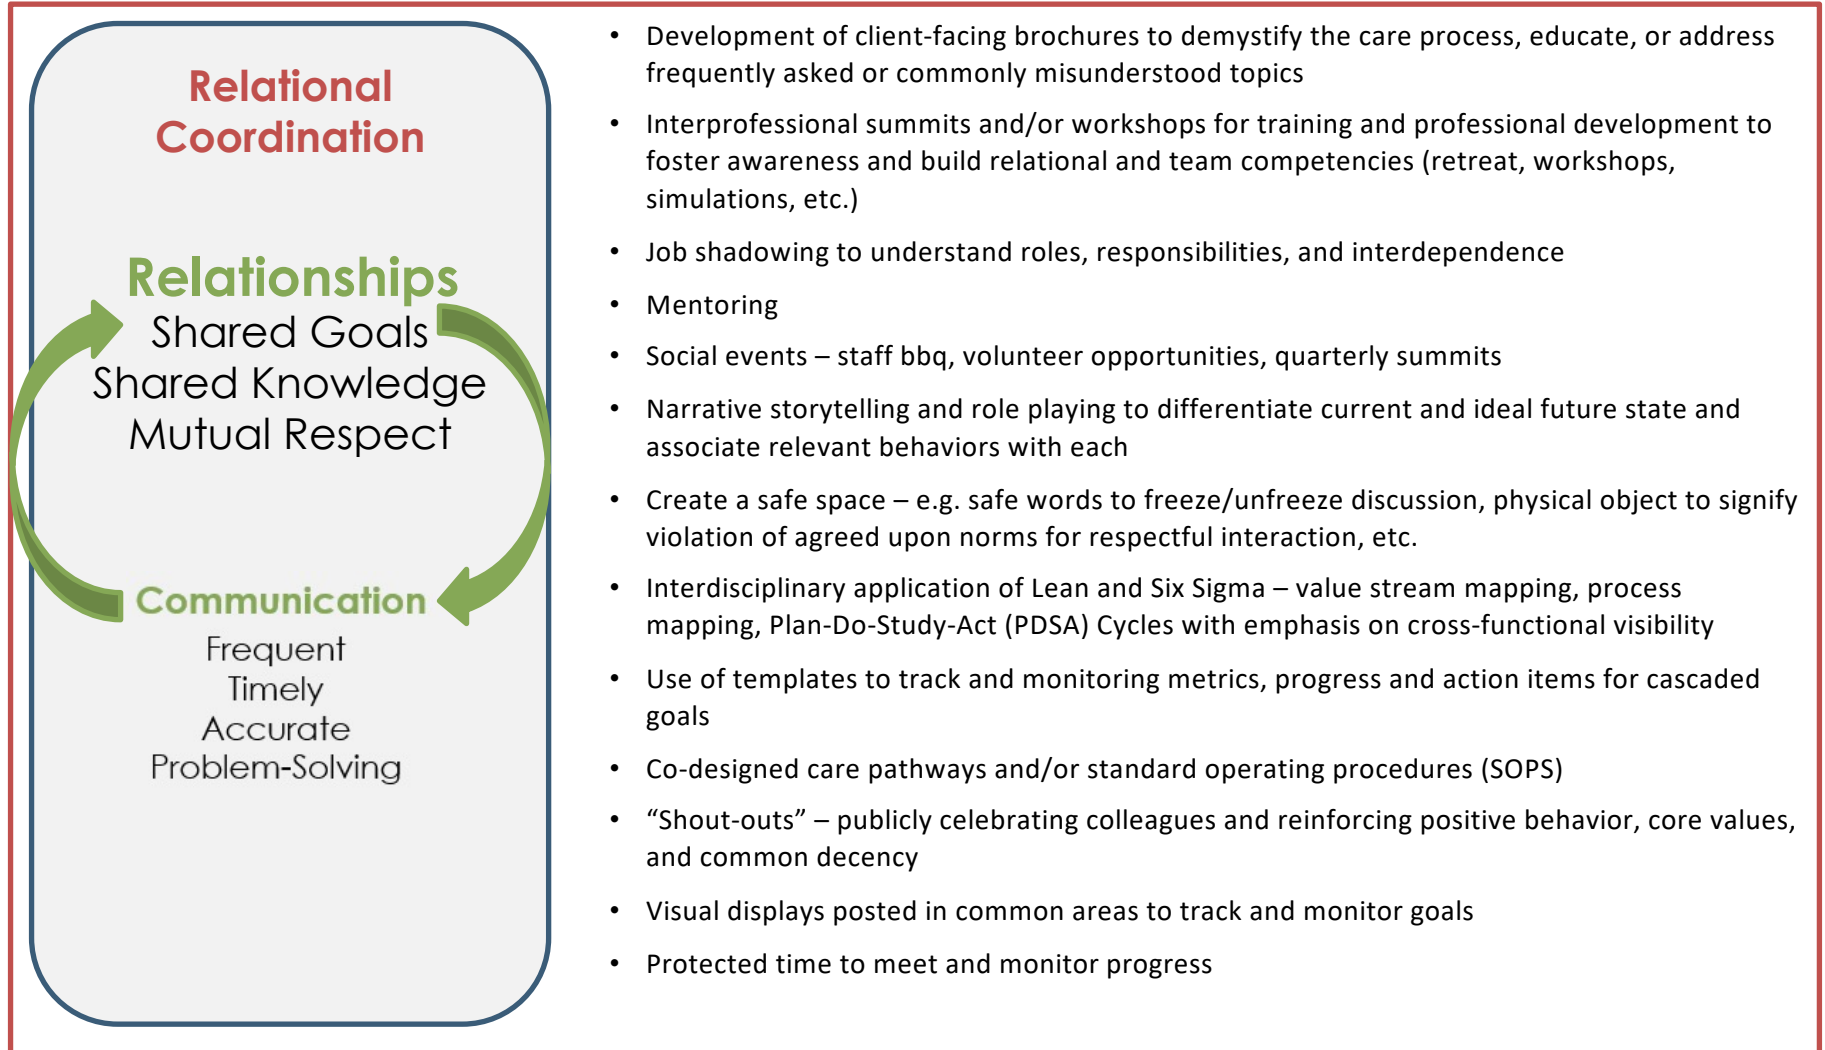 Relational
Coordination
Relationships
Shared Goals
Shared Knowledge
Mutual Respect
Communication
Frequent
Timely
Accurate
Problem-Solving
• Development of client-facing brochures to demystify the care process, educate, or address
frequently asked or commonly misunderstood topics
• Interprofessional summits and/or workshops for training and professional development to
foster awareness and build relational and team competencies (retreat, workshops,
simulations, etc.)
• Job shadowing to understand roles, responsibilities, and interdependence
• Mentoring
• Social events – staff bbq, volunteer opportunities, quarterly summits
• Narrative storytelling and role playing to differentiate current and ideal future state and
associate relevant behaviors with each
• Create a safe space – e.g. safe words to freeze/unfreeze discussion, physical object to signify
violation of agreed upon norms for respectful interaction, etc.
• Interdisciplinary application of Lean and Six Sigma – value stream mapping, process
mapping, Plan-Do-Study-Act (PDSA) Cycles with emphasis on cross-functional visibility
• Use of templates to track and monitoring metrics, progress and action items for cascaded
goals
• Co-designed care pathways and/or standard operating procedures (SOPS)
• “Shout-outs” – publicly celebrating colleagues and reinforcing positive behavior, core values,
and common decency
• Visual displays posted in common areas to track and monitor goals
• Protected time to meet and monitor progress